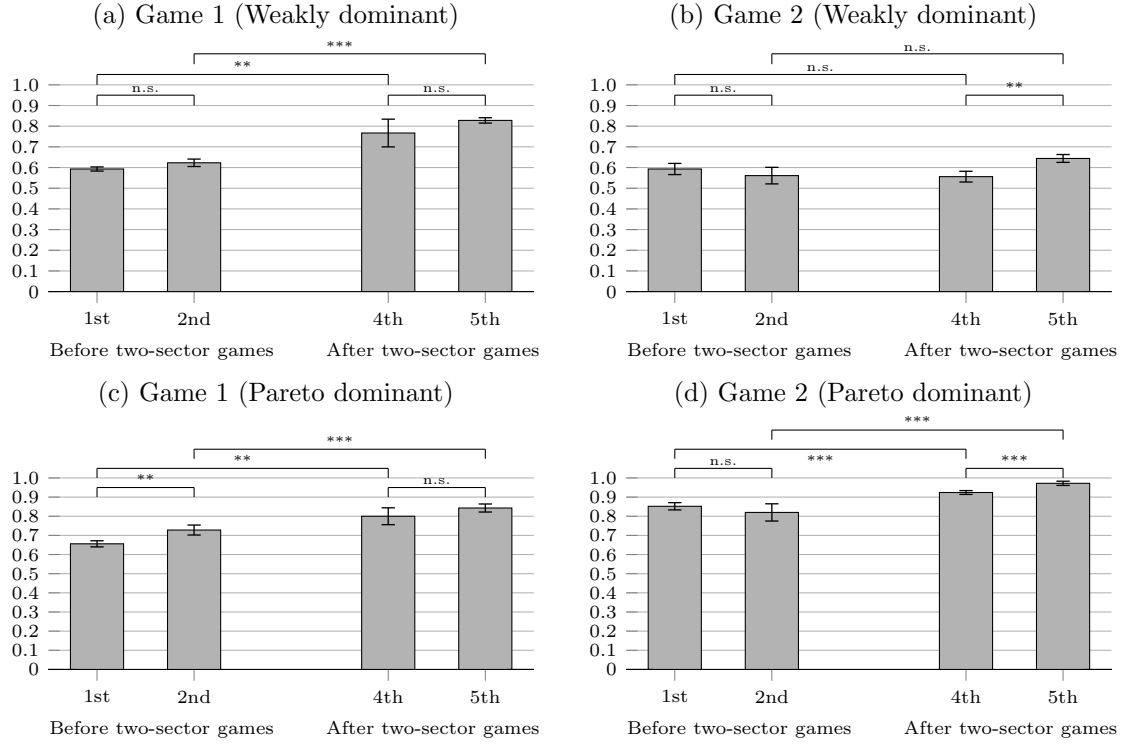 (a) Game 1 (Weakly dominant)
***
**
n.s.
n.s.
1.0
0.9
0.8
0.7
0.6
0.5
0.4
0.3
0.2
0.1
0
1st
2nd
4th
5th
Before two-sector games
After two-sector games
(b) Game 2 (Weakly dominant)
n.s.
n.s.
n.s.
**
1.0
0.9
0.8
0.7
0.6
0.5
0.4
0.3
0.2
0.1
0
1st
2nd
4th
5th
Before two-sector games
After two-sector games
(c) Game 1 (Pareto dominant)
***
**
**
n.s.
1.0
0.9
0.8
0.7
0.6
0.5
0.4
0.3
0.2
0.1
0
1st
2nd
4th
5th
Before two-sector games
After two-sector games
(d) Game 2 (Pareto dominant)
***
***
n.s.
***
1.0
0.9
0.8
0.7
0.6
0.5
0.4
0.3
0.2
0.1
0
1st
2nd
4th
5th
Before two-sector games
After two-sector games